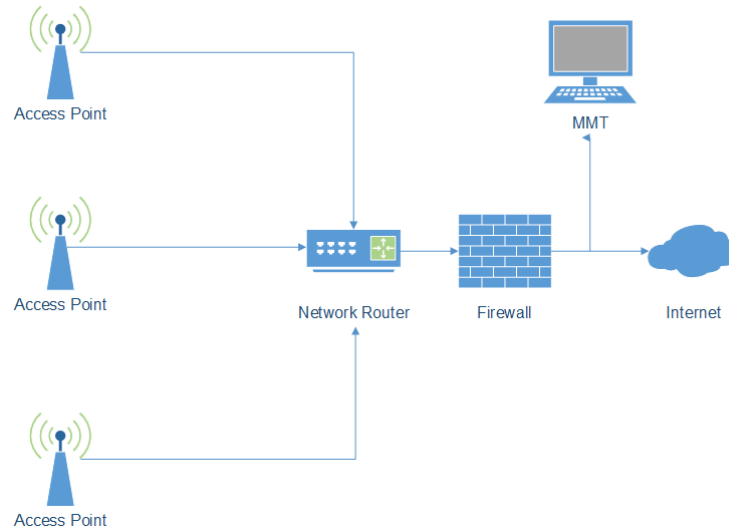 Access Point
MMT
Access Point
Network Router
Firewall
Internet
Access Point